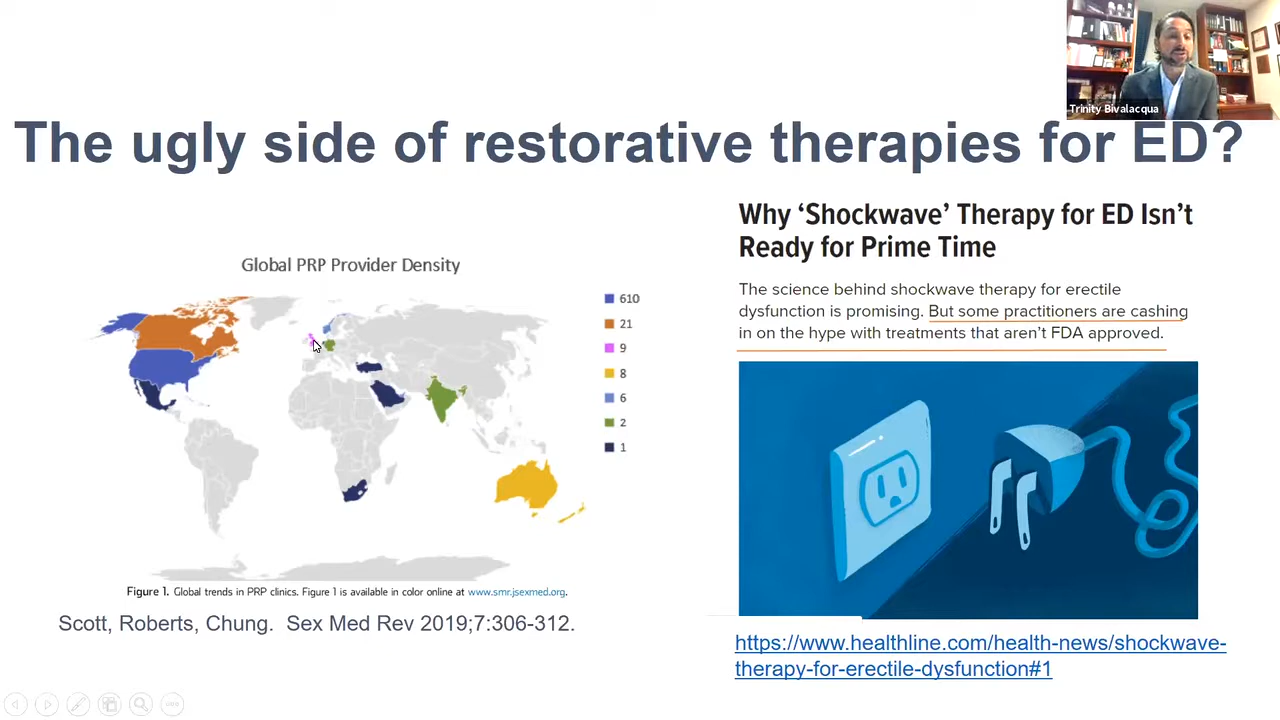 Trinity Bivalacqua
The ugly side of restorative therapies for ED?
Global PRP Provider Density
610
21
9
8
6
2
1
Figure 1. Global trends in PRP clinics. Figure 1 is available in color online at www.smr.jsexmed.org.
Scott, Roberts, Chung. Sex Med Rev 2019;7:306-312.
Why ‘Shockwave’ Therapy for ED Isn’t
Ready for Prime Time
The science behind shockwave therapy for erectile
dysfunction is promising. But some practitioners are cashing
in on the hype with treatments that aren’t FDA approved.
https://www.healthline.com/health-news/shockwave-
therapy-for-erectile-dysfunction#1